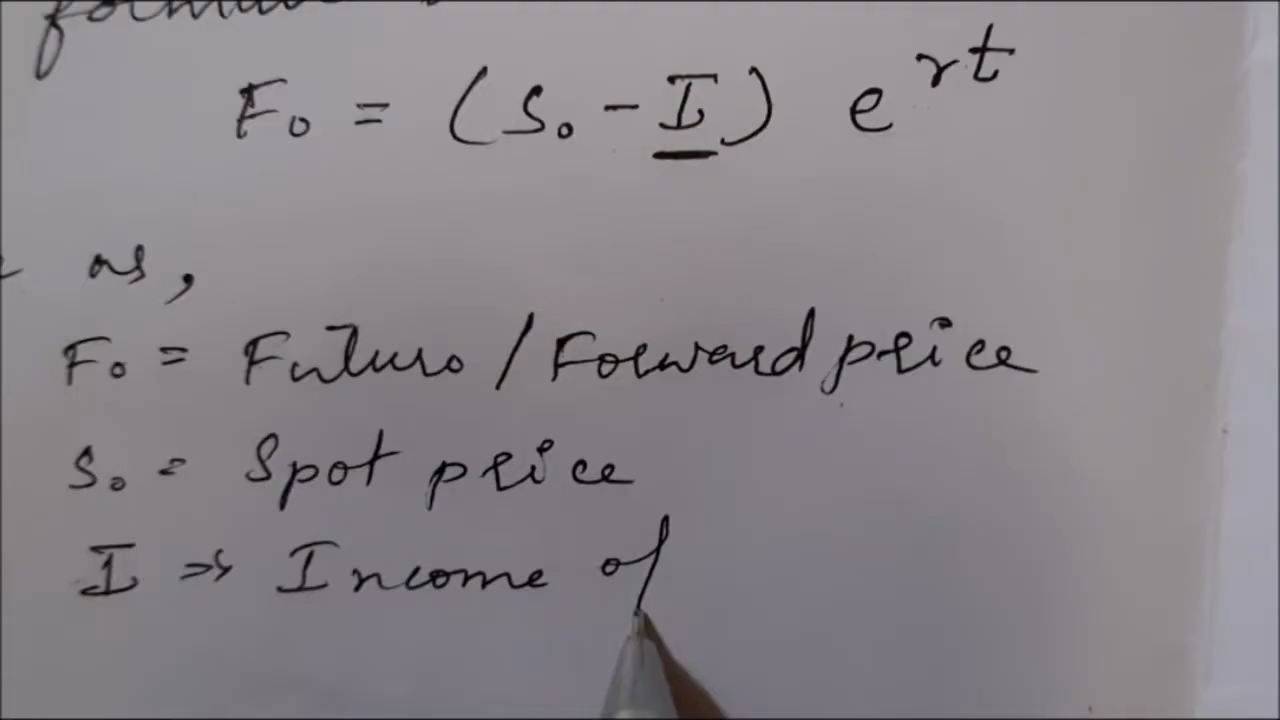 F₀ = (S₀ - I) e^rt
as,
F₀ = Future / Forward price
S₀ = Spot price
I ⇒ Income of